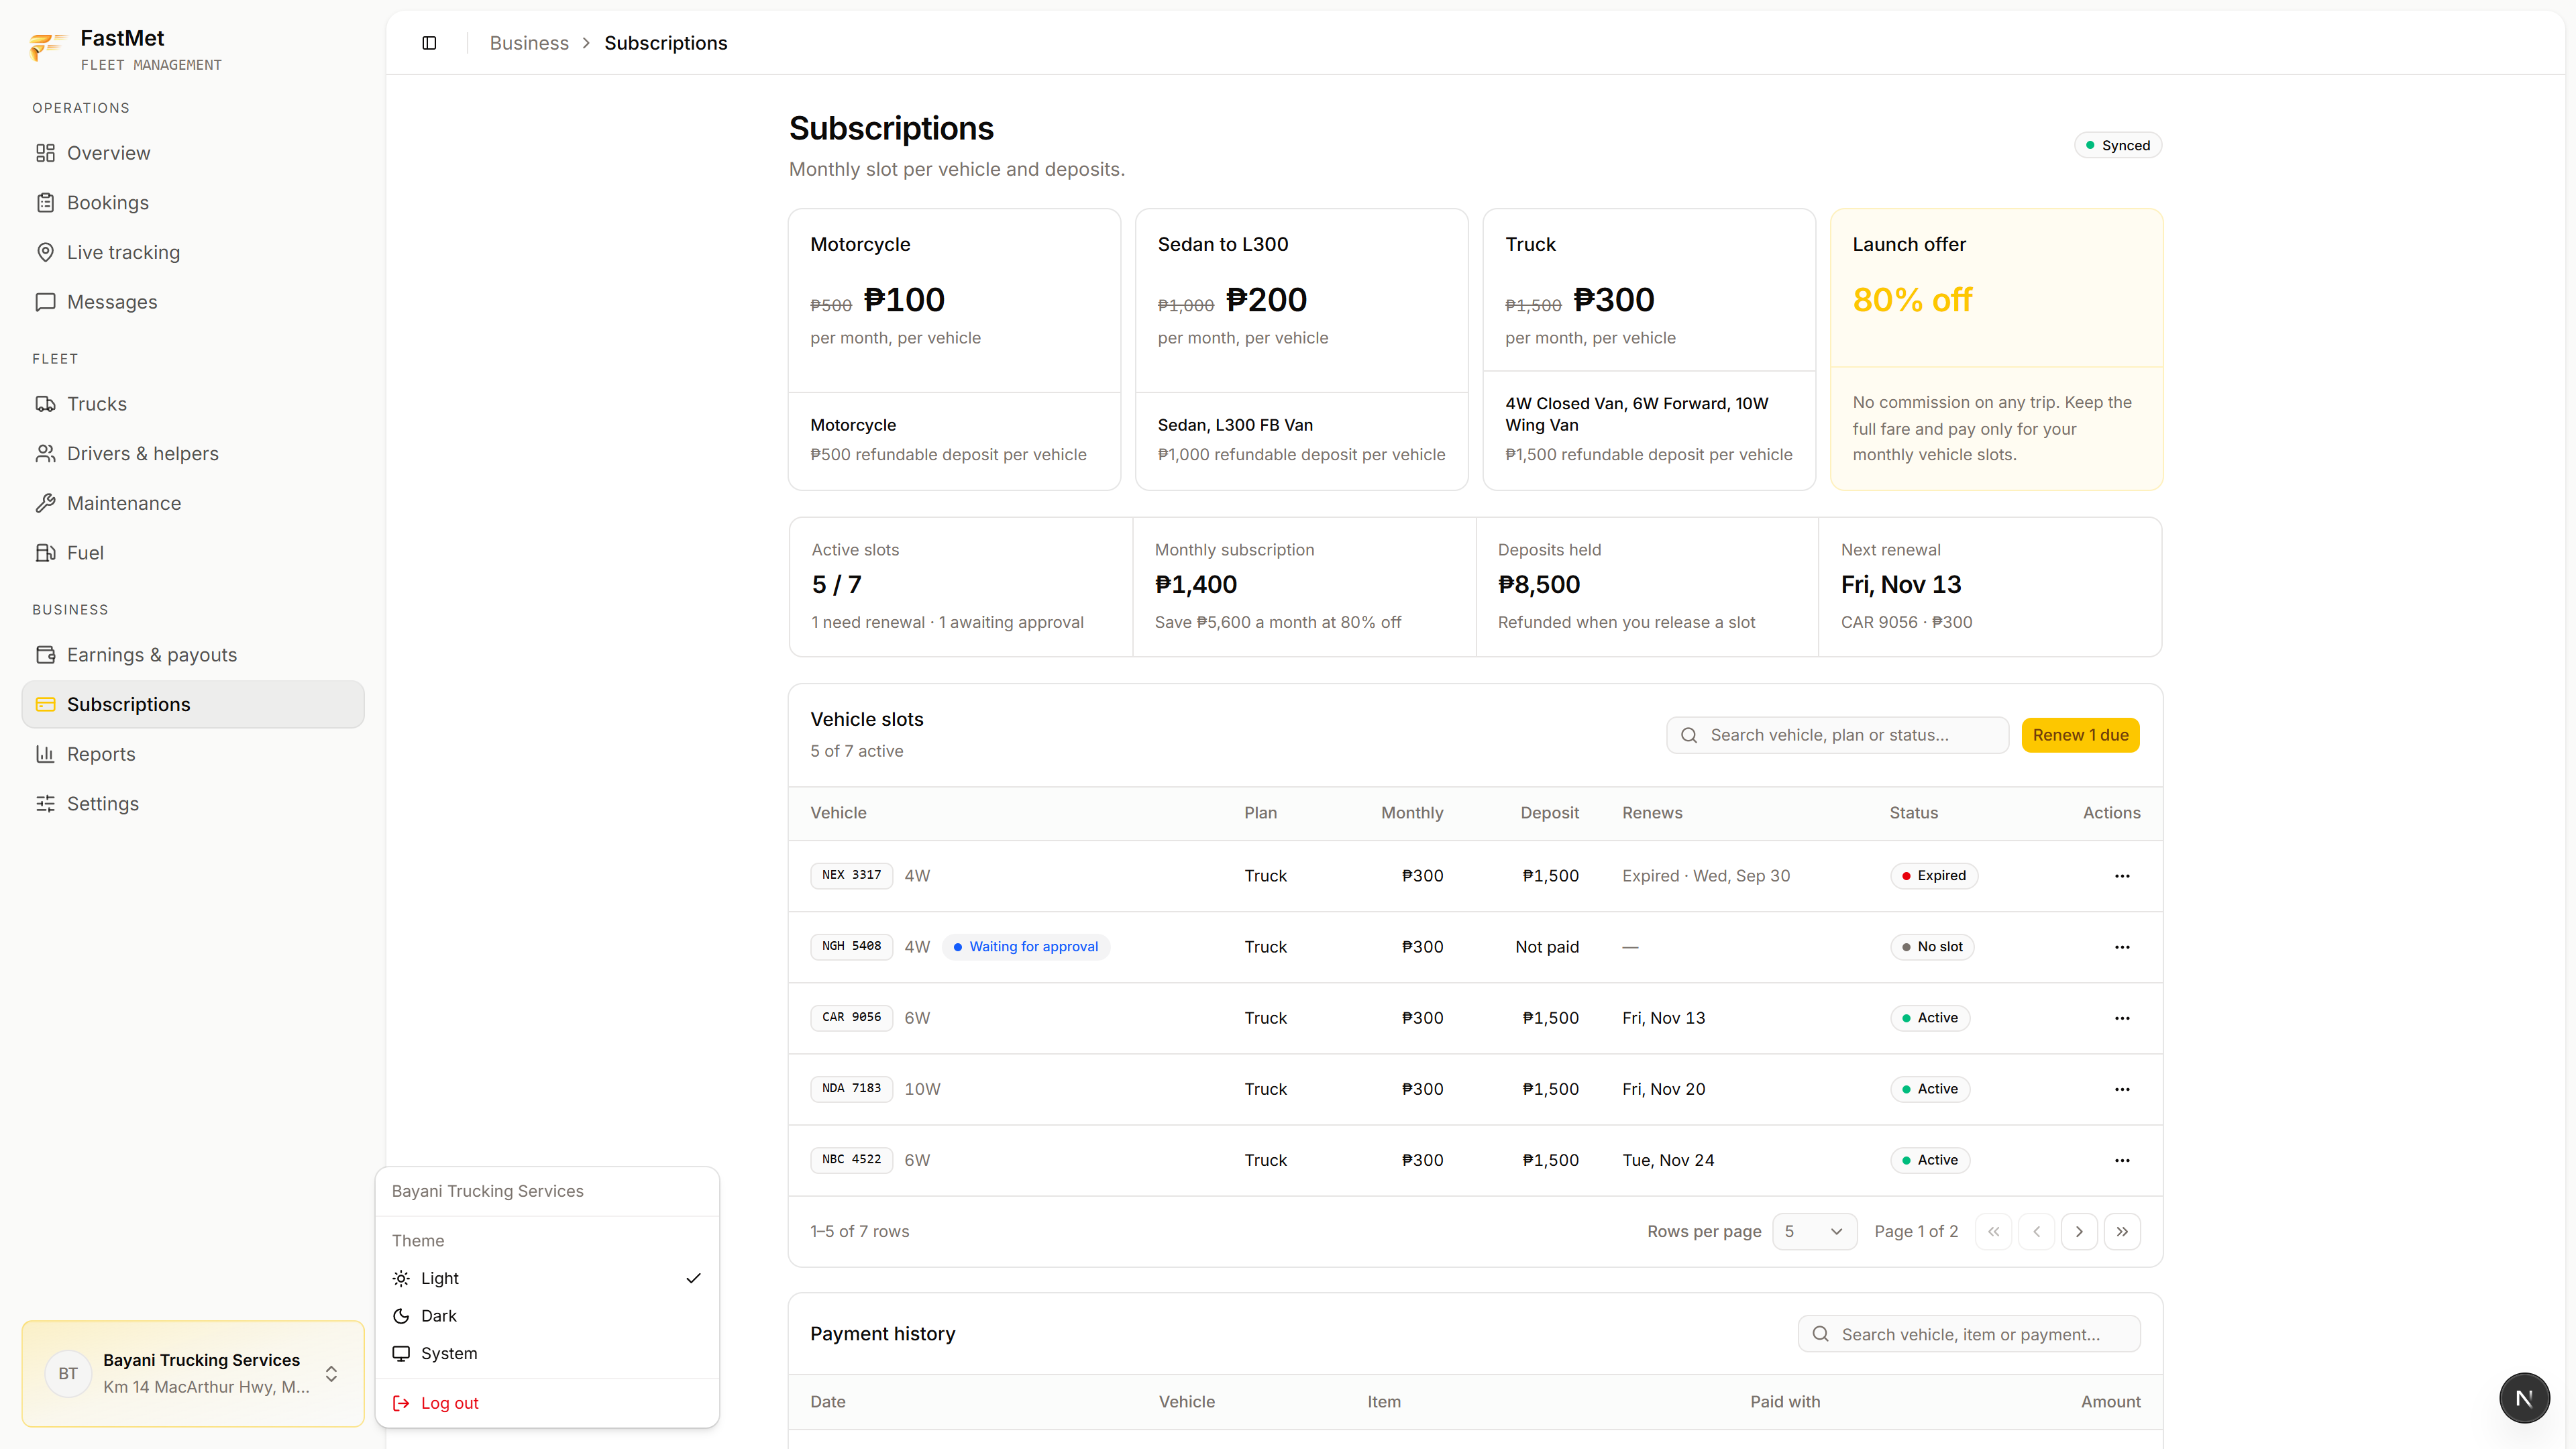 FastMet
FLEET MANAGEMENT
OPERATIONS
Overview
Bookings
Live tracking
Messages
FLEET
Trucks
Drivers & helpers
Maintenance
Fuel
BUSINESS
Earnings & payouts
Subscriptions
Reports
Settings
BT
Bayani Trucking Services
Km 14 MacArthur Hwy, M...
Bayani Trucking Services
Theme
Light
Dark
System
Log out
Business > Subscriptions
Subscriptions
Monthly slot per vehicle and deposits.
Synced
Motorcycle
₱500 ₱100
per month, per vehicle
Motorcycle
₱500 refundable deposit per vehicle
Sedan to L300
₱1,000 ₱200
per month, per vehicle
Sedan, L300 FB Van
₱1,000 refundable deposit per vehicle
Truck
₱1,500 ₱300
per month, per vehicle
4W Closed Van, 6W Forward, 10W
Wing Van
₱1,500 refundable deposit per vehicle
Launch offer
80% off
No commission on any trip. Keep the
full fare and pay only for your
monthly vehicle slots.
Active slots
5 / 7
1 need renewal · 1 awaiting approval
Monthly subscription
₱1,400
Save ₱5,600 a month at 80% off
Deposits held
₱8,500
Refunded when you release a slot
Next renewal
Fri, Nov 13
CAR 9056 · ₱300
Vehicle slots
5 of 7 active
Search vehicle, plan or status...
Renew 1 due
Vehicle Plan Monthly Deposit Renews Status Actions
NEX 3317 4W Truck ₱300 ₱1,500 Expired · Wed, Sep 30 Expired
NGH 5408 4W Waiting for approval Truck ₱300 Not paid — No slot
CAR 9056 6W Truck ₱300 ₱1,500 Fri, Nov 13 Active
NDA 7183 10W Truck ₱300 ₱1,500 Fri, Nov 20 Active
NBC 4522 6W Truck ₱300 ₱1,500 Tue, Nov 24 Active
1–5 of 7 rows
Rows per page 5 Page 1 of 2
Payment history
Search vehicle, item or payment...
Date Vehicle Item Paid with Amount
N